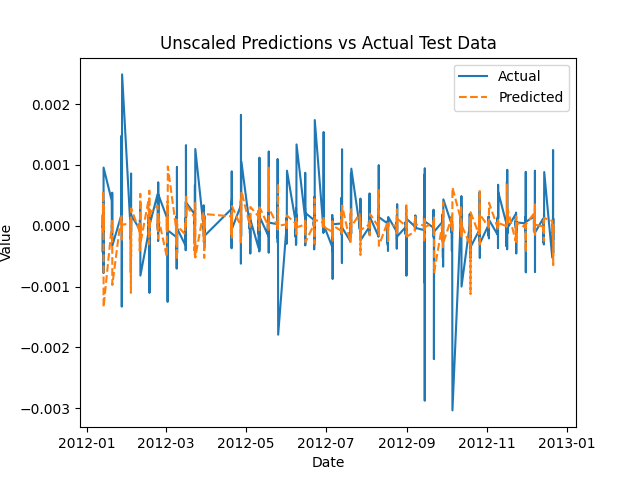 Unscaled Predictions vs Actual Test Data
Actual
Predicted
0.002
0.001
0.000
−0.001
−0.002
−0.003
Value
2012-01
2012-03
2012-05
2012-07
2012-09
2012-11
2013-01
Date